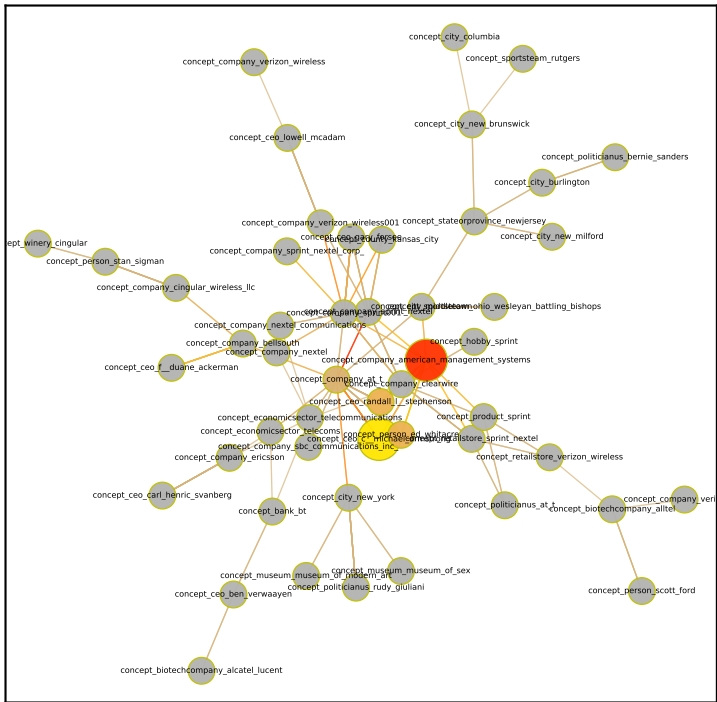 concept_city_columbia
concept_sportsteam_rutgers
concept_company_verizon_wireless
concept_city_new_brunswick
concept_ceo_lowell_mcadam
concept_politicianus_bernie_sanders
concept_city_burlington
concept_company_verizon_wireless001
concept_stateorprovince_newjersey
concept_city_new_milford
concept_county_kansas_city
ept_winery_cingular
concept_company_sprint_nextel_corp_
concept_person_stan_sigman
concept_company_cingular_wireless_llc
concept_company_nextel_communications
concept_company_bellsouth
concept_company_nextel
concept_hobby_sprint
concept_company_american_management_systems
concept_ceo_f__duane_ackerman
concept_company_at_t
concept_company_clearwire
concept_ceo_randall_l__stephenson
concept_economicsector_telecommunications
concept_product_sprint
concept_economicsector_telecoms
concept_person_ed_whitacre
concept_retailstore_sprint_nextel
concept_company_sbc_communications_inc_
concept_company_ericsson
concept_retailstore_verizon_wireless
concept_ceo_carl_henric_svanberg
concept_city_new_york
concept_company_veri
concept_politicianus_at_t
concept_biotechcompany_alltel
concept_bank_bt
concept_museum_museum_of_sex
concept_museum_museum_of_modern_art
concept_politicianus_rudy_giuliani
concept_ceo_ben_verwaayen
concept_person_scott_ford
concept_biotechcompany_alcatel_lucent